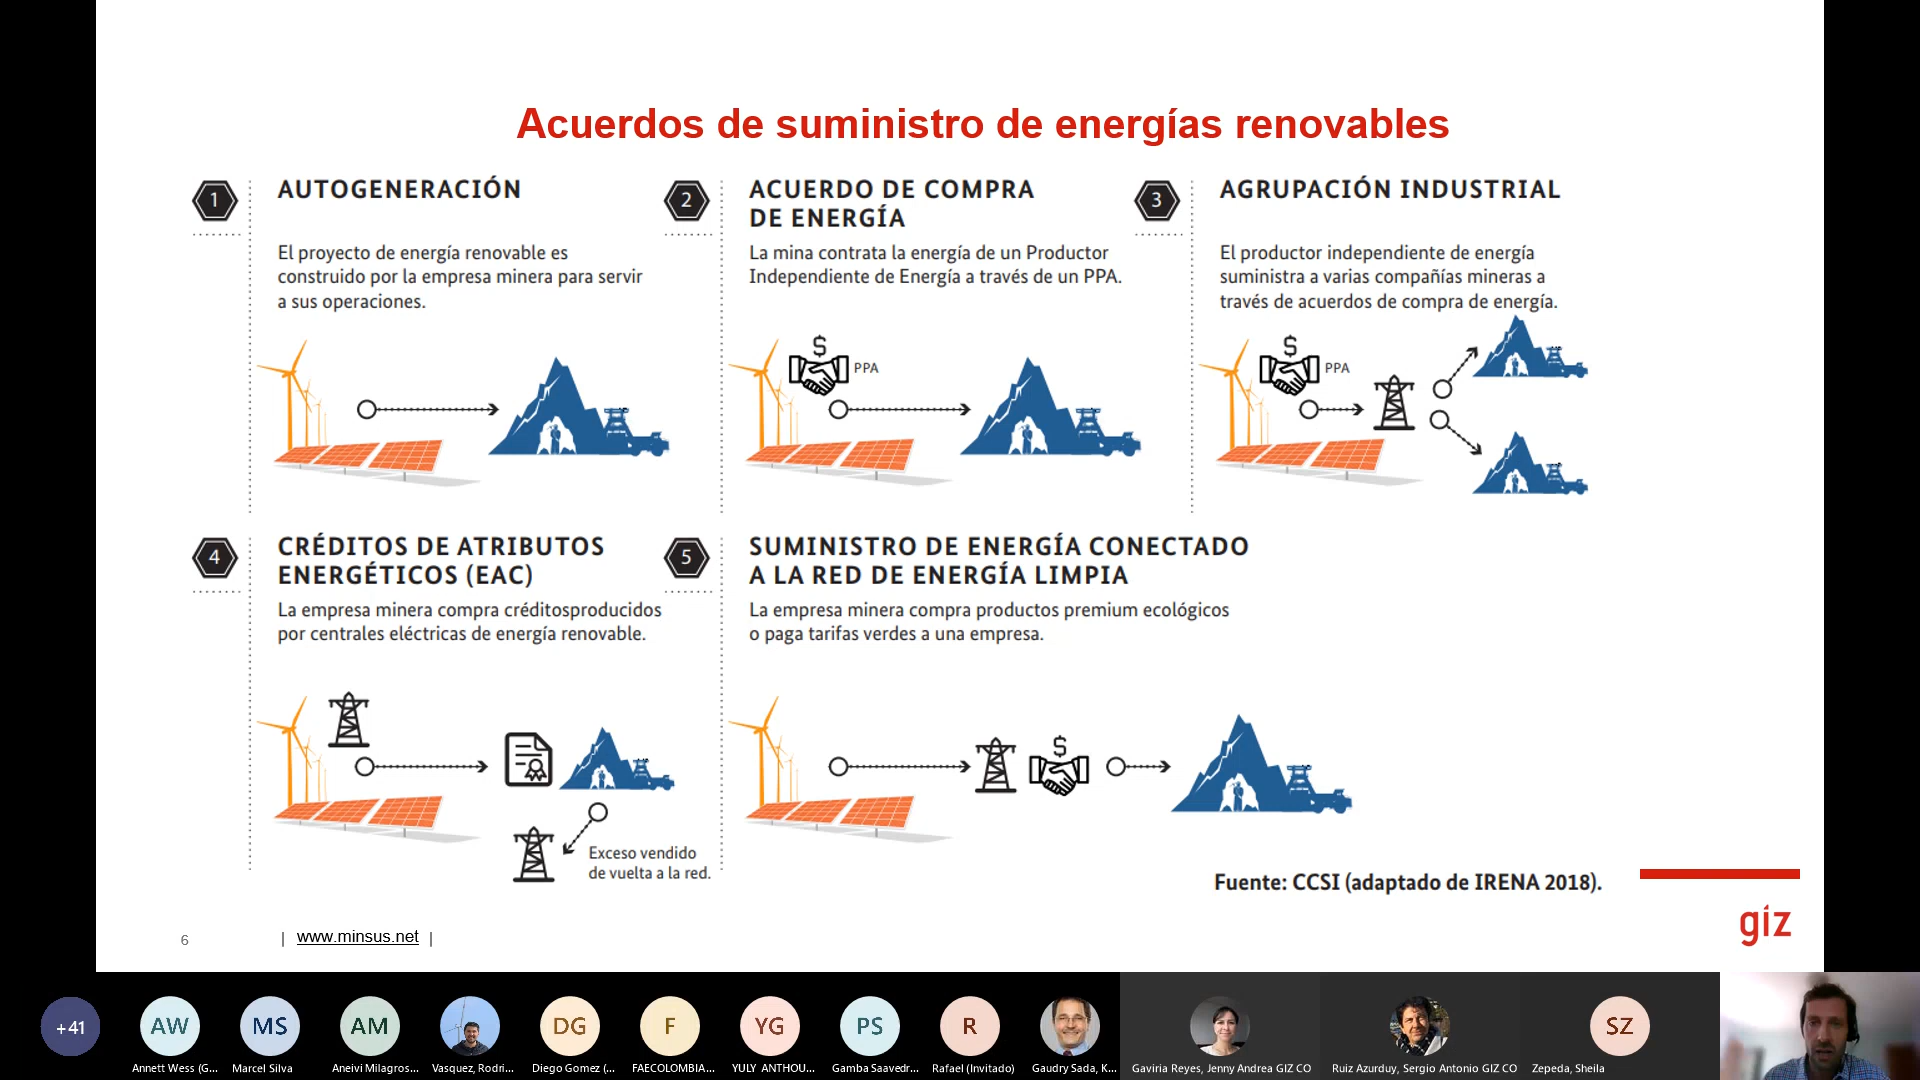 Acuerdos de suministro de energías renovables
1
AUTOGENERACIÓN
El proyecto de energía renovable es
construido por la empresa minera para servir
a sus operaciones.
2
ACUERDO DE COMPRA
DE ENERGÍA
La mina contrata la energía de un Productor
Independiente de Energía a través de un PPA.
$
PPA
3
AGRUPACIÓN INDUSTRIAL
El productor independiente de energía
suministra a varias compañías mineras a
través de acuerdos de compra de energía.
$
PPA
4
CRÉDITOS DE ATRIBUTOS
ENERGÉTICOS (EAC)
La empresa minera compra créditosproducidos
por centrales eléctricas de energía renovable.
Exceso vendido
de vuelta a la red.
5
SUMINISTRO DE ENERGÍA CONECTADO
A LA RED DE ENERGÍA LIMPIA
La empresa minera compra productos premium ecológicos
o paga tarifas verdes a una empresa.
$
Fuente: CCSI (adaptado de IRENA 2018).
giz
6 | www.minsus.net |
+41
AW
MS
AM
DG
F
YG
PS
R
SZ
Annett Wess (G...
Marcel Silva
Aneivi Milagros...
Vasquez, Rodri...
Diego Gomez (...
FAECOLOMBIA...
YULY ANTHOU...
Gamba Saavedr...
Rafael (Invitado)
Gaudry Sada, K...
Gaviria Reyes, Jenny Andrea GIZ CO
Ruiz Azurduy, Sergio Antonio GIZ CO
Zepeda, Sheila